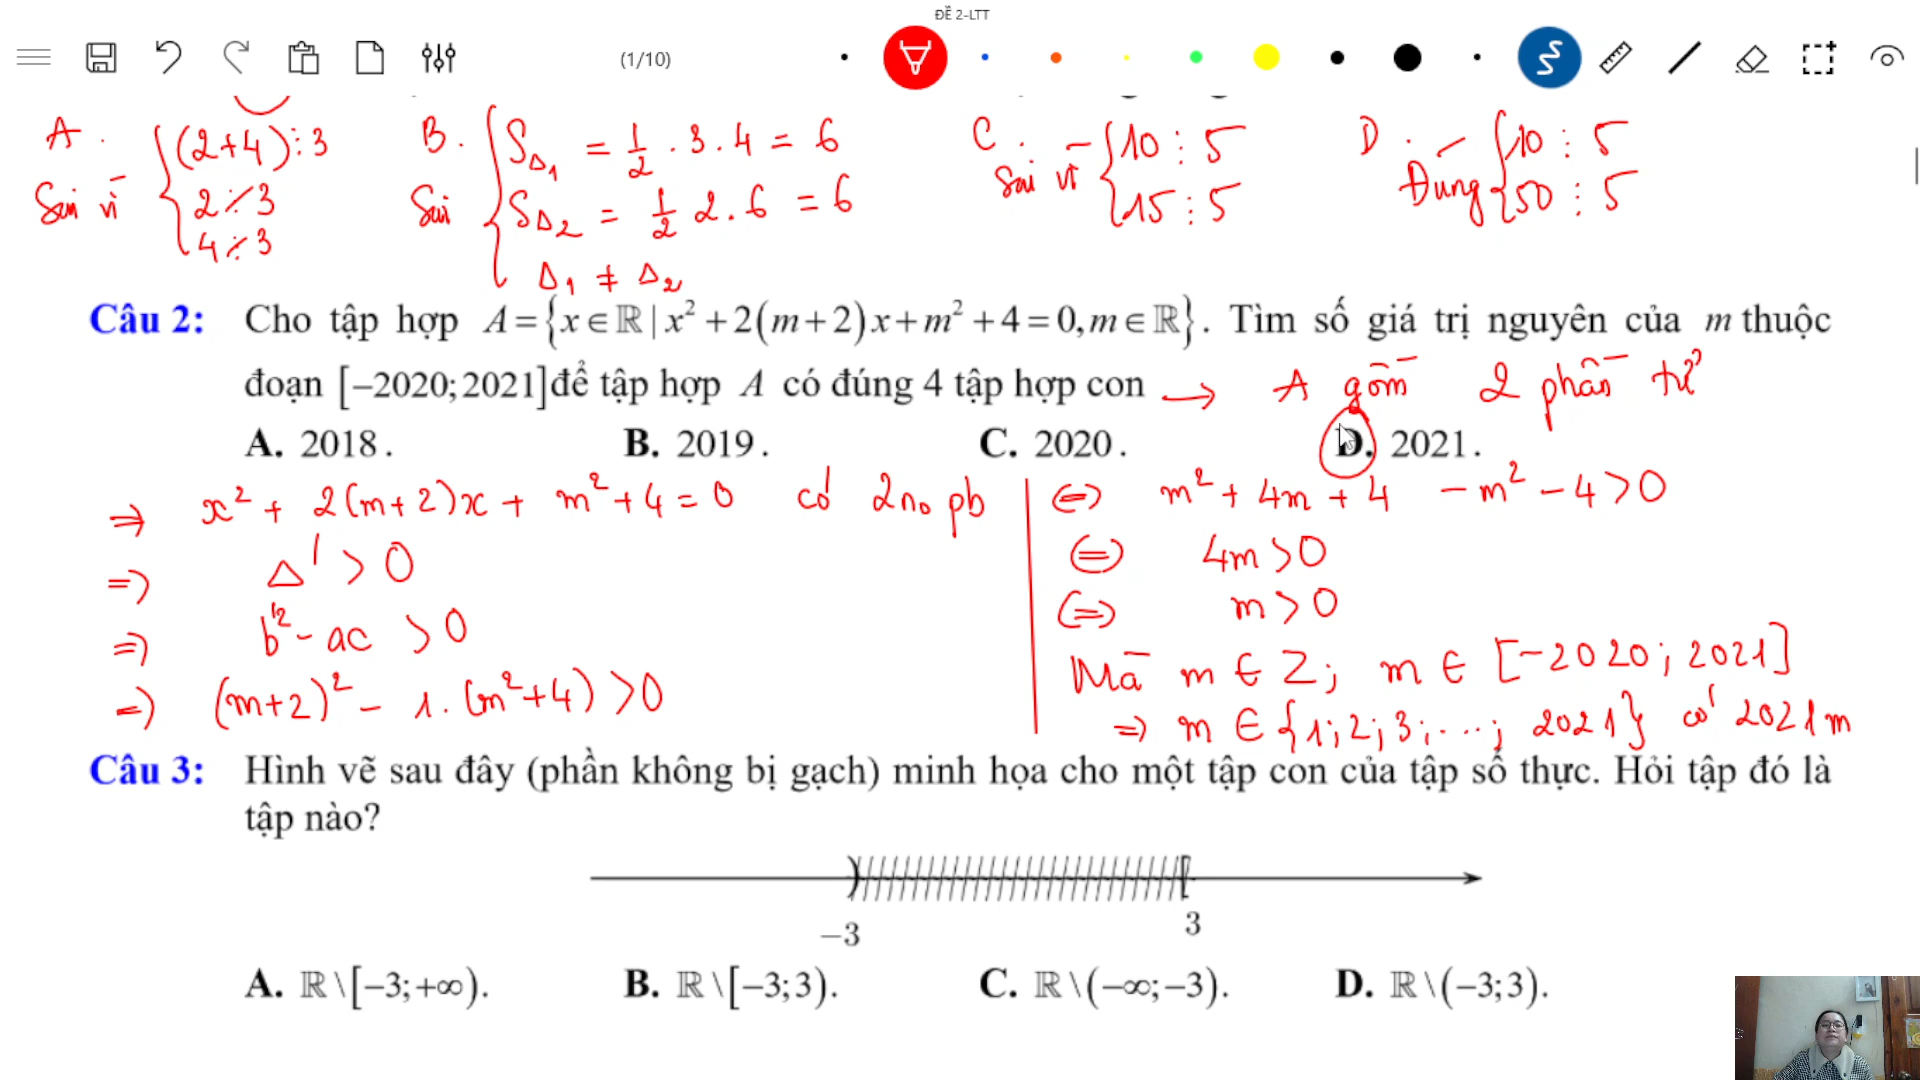 ĐỀ 2-LTT
(1/10)
A. (2+4)⋮3
Sai vì 2⋮̸3
4⋮̸3
B. S△₁ = 1/2 . 3 . 4 = 6
Sai S△₂ = 1/2 2 . 6 = 6
△₁ ≠ △₂
C. 10 ⋮ 5
Sai vì 15 ⋮ 5
D. 10 ⋮ 5
Đúng 50 ⋮ 5
Câu 2: Cho tập hợp A={x∈ℝ|x²+2(m+2)x+m²+4=0,m∈ℝ}. Tìm số giá trị nguyên của m thuộc
đoạn [−2020;2021]để tập hợp A có đúng 4 tập hợp con → A gồm 2 phần tử
A. 2018. B. 2019. C. 2020. D. 2021.
⇒ x² + 2(m+2)x + m²+4 = 0 có 2 no pb
⇒ △' > 0
⇒ b'² - ac > 0
⇒ (m+2)² - 1.(m²+4) > 0
⇔ m² + 4m + 4 - m² - 4 > 0
⇔ 4m > 0
⇔ m > 0
Mà m ∈ Z; m ∈ [-2020; 2021]
⇒ m ∈ {1; 2; 3; ...; 2021} có 2021 m
Câu 3: Hình vẽ sau đây (phần không bị gạch) minh họa cho một tập con của tập số thực. Hỏi tập đó là
tập nào?
−3 3
A. ℝ\[−3;+∞). B. ℝ\[−3;3). C. ℝ\(−∞;−3). D. ℝ\(−3;3).